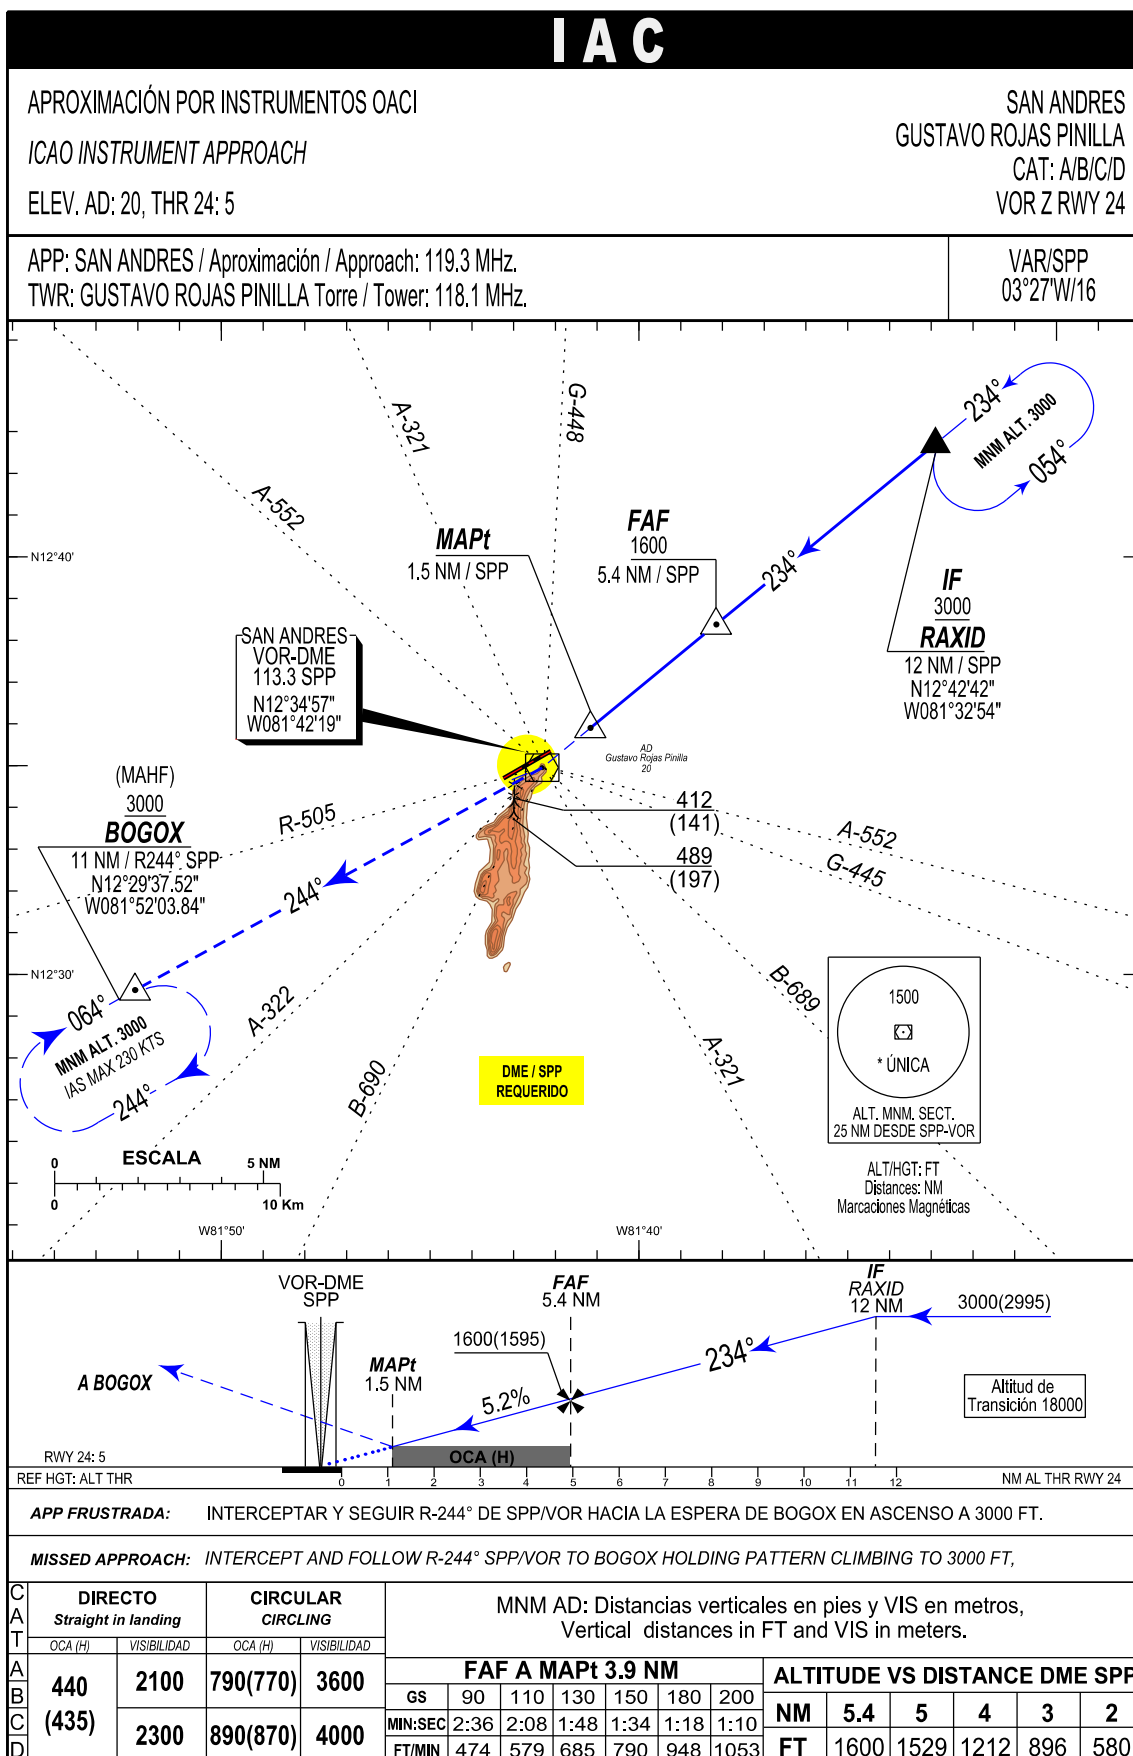 IAC
APROXIMACIÓN POR INSTRUMENTOS OACI
ICAO INSTRUMENT APPROACH
ELEV. AD: 20, THR 24: 5
SAN ANDRES
GUSTAVO ROJAS PINILLA
CAT: A/B/C/D
VOR Z RWY 24
APP: SAN ANDRES / Aproximación / Approach: 119.3 MHz.
TWR: GUSTAVO ROJAS PINILLA Torre / Tower: 118.1 MHz.
VAR/SPP
03°27'W/16
A-552
A-321
G-448
234°
MNM ALT. 3000
054°
N12°40'
MAPt
1.5 NM / SPP
FAF
1600
5.4 NM / SPP
234°
IF
3000
RAXID
12 NM / SPP
N12°42'42"
W081°32'54"
SAN ANDRES
VOR-DME
113.3 SPP
N12°34'57"
W081°42'19"
AD
Gustavo Rojas Pinilla
20
(MAHF)
3000
BOGOX
11 NM / R244° SPP
N12°29'37.52"
W081°52'03.84"
R-505
244°
412
(141)
489
(197)
A-552
G-445
B-689
A-321
N12°30'
064°
MNM ALT. 3000
IAS MAX 230 KTS
244°
A-322
B-690
DME / SPP
REQUERIDO
1500
* ÚNICA
ALT. MNM. SECT.
25 NM DESDE SPP-VOR
ALT/HGT: FT
Distances: NM
Marcaciones Magnéticas
0 ESCALA 5 NM
0 10 Km
W81°50'
W81°40'
VOR-DME
SPP
FAF
5.4 NM
IF
RAXID
12 NM
3000(2995)
1600(1595)
234°
MAPt
1.5 NM
A BOGOX
5.2%
Altitud de
Transición 18000
RWY 24: 5
OCA (H)
REF HGT: ALT THR
0 1 2 3 4 5 6 7 8 9 10 11 12
NM AL THR RWY 24
APP FRUSTRADA: INTERCEPTAR Y SEGUIR R-244° DE SPP/VOR HACIA LA ESPERA DE BOGOX EN ASCENSO A 3000 FT.
MISSED APPROACH: INTERCEPT AND FOLLOW R-244° SPP/VOR TO BOGOX HOLDING PATTERN CLIMBING TO 3000 FT,
CAT
DIRECTO
Straight in landing
CIRCULAR
CIRCLING
OCA (H) VISIBILIDAD OCA (H) VISIBILIDAD
A
B
C
D
440
(435)
2100 790(770) 3600
2300 890(870) 4000
MNM AD: Distancias verticales en pies y VIS en metros,
Vertical distances in FT and VIS in meters.
FAF A MAPt 3.9 NM
GS 90 110 130 150 180 200
MIN:SEC 2:36 2:08 1:48 1:34 1:18 1:10
FT/MIN 474 579 685 790 948 1053
ALTITUDE VS DISTANCE DME SPP
NM 5.4 5 4 3 2
FT 1600 1529 1212 896 580